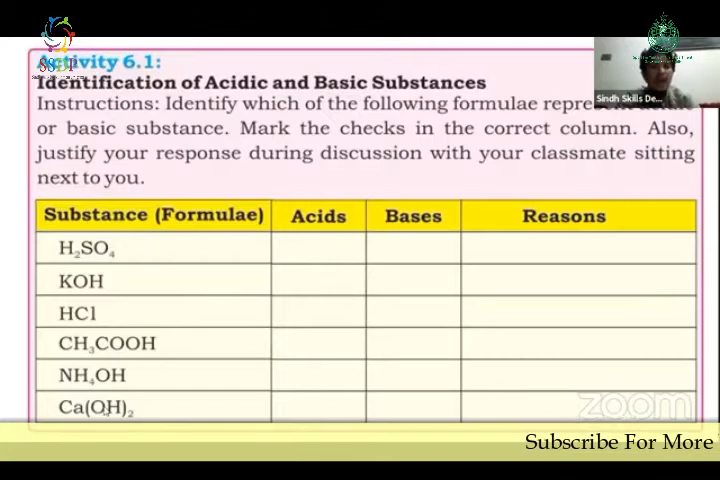 Activity 6.1:
Identification of Acidic and Basic Substances
Instructions: Identify which of the following formulae represent
or basic substance. Mark the checks in the correct column. Also,
justify your response during discussion with your classmate sitting
next to you.
Substance (Formulae) Acids Bases Reasons
H₂SO₄
KOH
HCl
CH₃COOH
NH₄OH
Ca(OH)₂
Sindh Skills De...
zoom
Subscribe For More